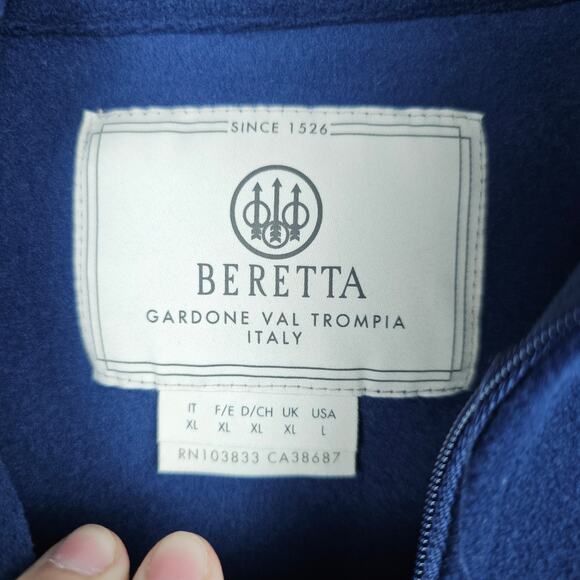 SINCE 1526
BERETTA
GARDONE VAL TROMPIA
ITALY
IT F/E D/CH UK USA
XL XL XL XL L
RN103833 CA38687